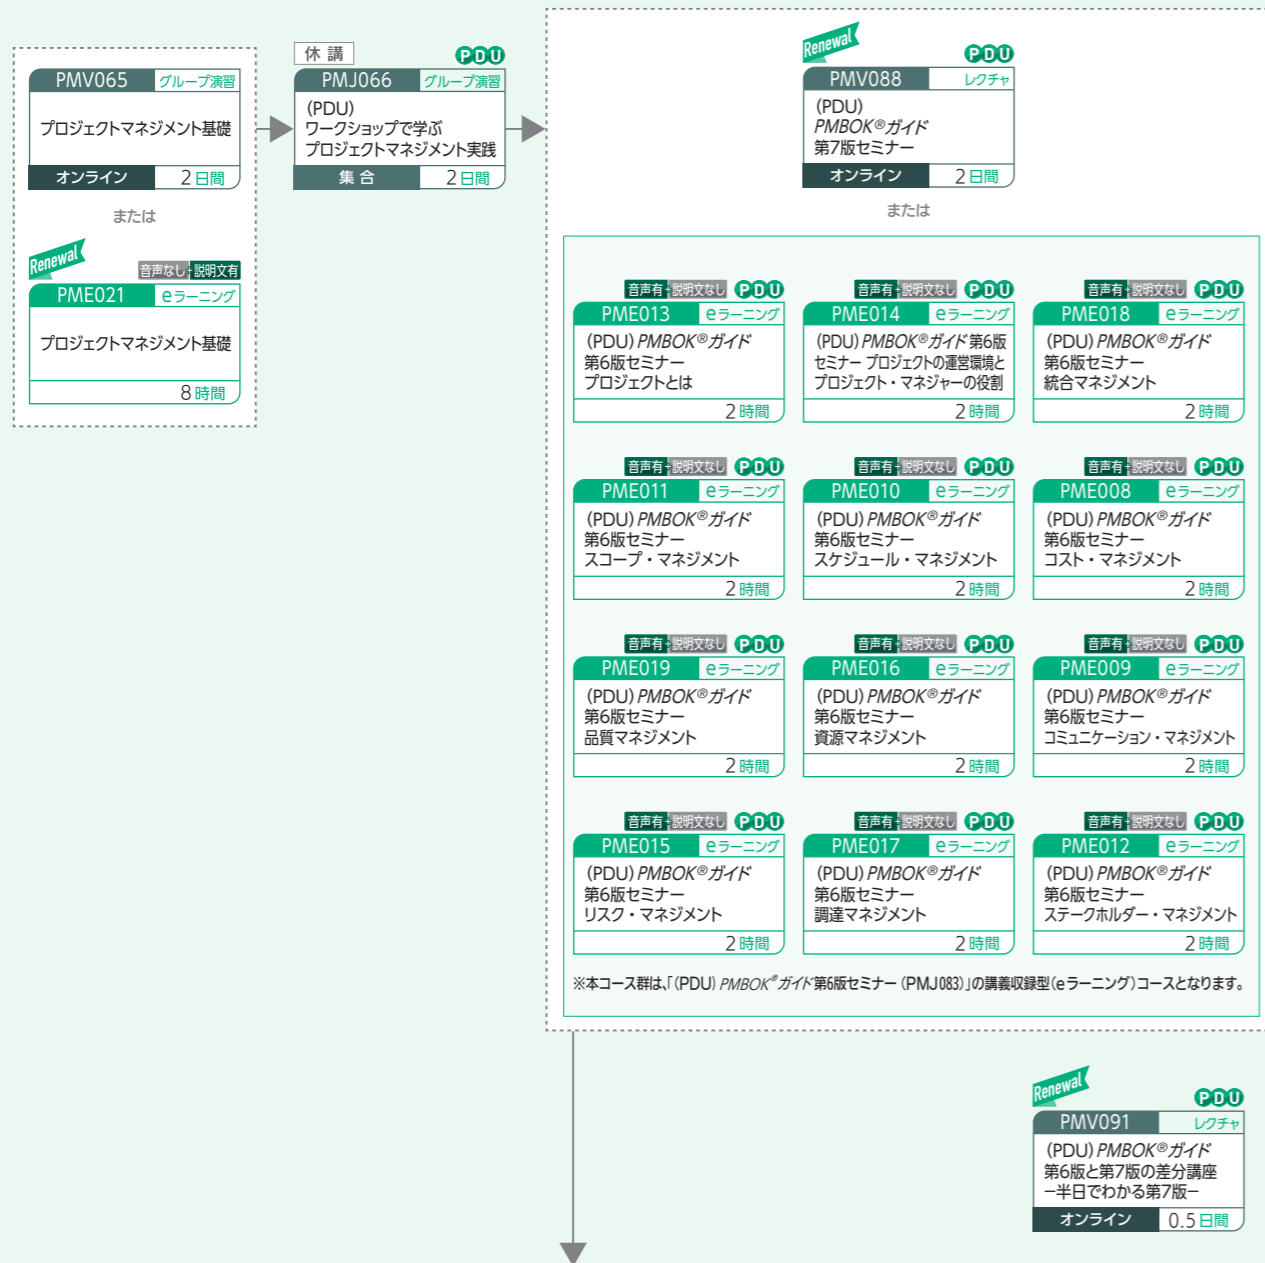 PMV065 グループ演習
プロジェクトマネジメント基礎
オンライン 2日間
または
Renewal
音声なし+説明文有
PME021 eラーニング
プロジェクトマネジメント基礎
8時間
休講 PDU
PMJ066 グループ演習
(PDU)
ワークショップで学ぶ
プロジェクトマネジメント実践
集合 2日間
Renewal
PDU
PMV088 レクチャ
(PDU)
PMBOK®ガイド
第7版セミナー
オンライン 2日間
または
音声有+説明文なし PDU
PME013 eラーニング
(PDU) PMBOK®ガイド
第6版セミナー
プロジェクトとは
2時間
音声有+説明文なし PDU
PME014 eラーニング
(PDU) PMBOK®ガイド第6版
セミナー プロジェクトの運営環境と
プロジェクト・マネジャーの役割
2時間
音声有+説明文なし PDU
PME018 eラーニング
(PDU) PMBOK®ガイド
第6版セミナー
統合マネジメント
2時間
音声有+説明文なし PDU
PME011 eラーニング
(PDU) PMBOK®ガイド
第6版セミナー
スコープ・マネジメント
2時間
音声有+説明文なし PDU
PME010 eラーニング
(PDU) PMBOK®ガイド
第6版セミナー
スケジュール・マネジメント
2時間
音声有+説明文なし PDU
PME008 eラーニング
(PDU) PMBOK®ガイド
第6版セミナー
コスト・マネジメント
2時間
音声有+説明文なし PDU
PME019 eラーニング
(PDU) PMBOK®ガイド
第6版セミナー
品質マネジメント
2時間
音声有+説明文なし PDU
PME016 eラーニング
(PDU) PMBOK®ガイド
第6版セミナー
資源マネジメント
2時間
音声有+説明文なし PDU
PME009 eラーニング
(PDU) PMBOK®ガイド
第6版セミナー
コミュニケーション・マネジメント
2時間
音声有+説明文なし PDU
PME015 eラーニング
(PDU) PMBOK®ガイド
第6版セミナー
リスク・マネジメント
2時間
音声有+説明文なし PDU
PME017 eラーニング
(PDU) PMBOK®ガイド
第6版セミナー
調達マネジメント
2時間
音声有+説明文なし PDU
PME012 eラーニング
(PDU) PMBOK®ガイド
第6版セミナー
ステークホルダー・マネジメント
2時間
※本コース群は、「(PDU) PMBOK®ガイド第6版セミナー (PMJ083)」の講義収録型(eラーニング)コースとなります。
Renewal
PDU
PMV091 レクチャ
(PDU) PMBOK®ガイド
第6版と第7版の差分講座
−半日でわかる第7版−
オンライン 0.5日間